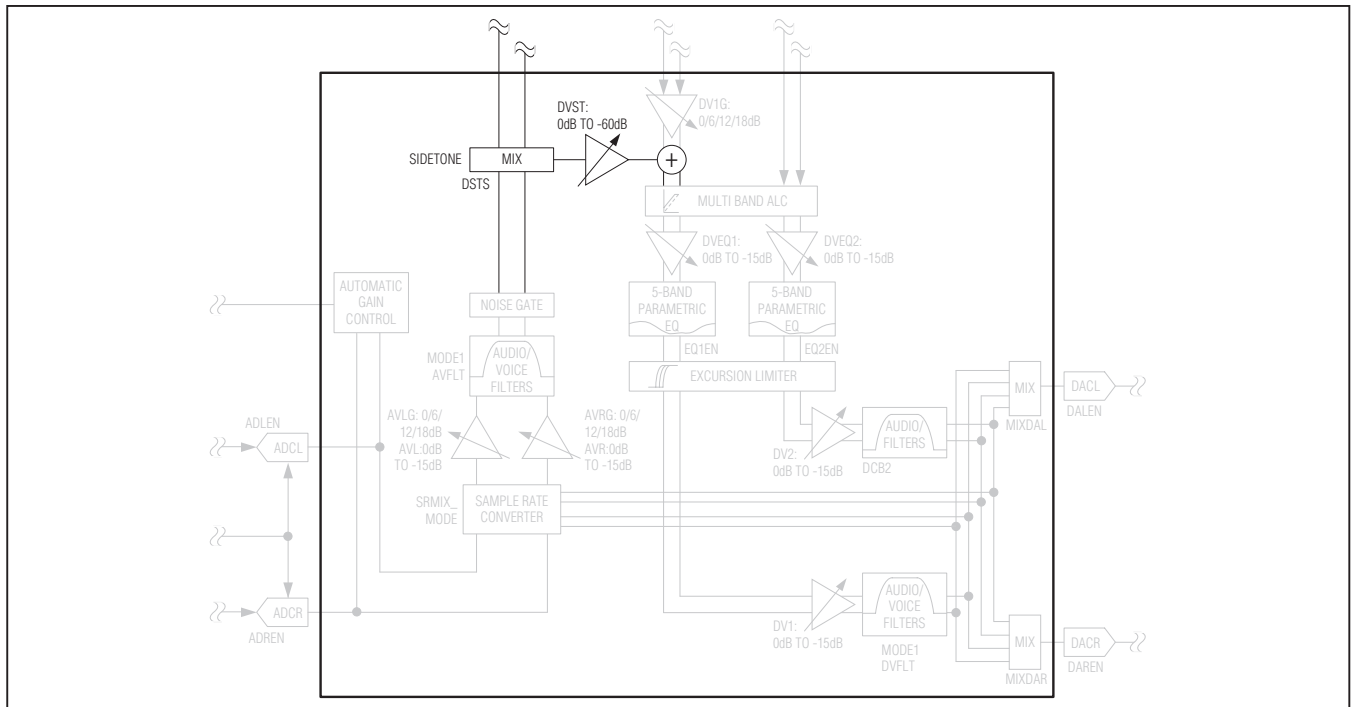 DVST:
0dB TO -60dB
DV1G:
0/6/12/18dB
SIDETONE
MIX
+
DSTS
MULTI BAND ALC
DVEQ1:
0dB TO -15dB
DVEQ2:
0dB TO -15dB
AUTOMATIC
GAIN
CONTROL
NOISE GATE
5-BAND
PARAMETRIC
EQ
5-BAND
PARAMETRIC
EQ
EQ1EN
EQ2EN
MODE1
AVFLT
AUDIO/
VOICE
FILTERS
EXCURSION LIMITER
MIX
DACL
DALEN
MIXDAL
ADLEN
ADCL
AVLG: 0/6/
12/18dB
AVL:0dB
TO -15dB
AVRG: 0/6/
12/18dB
AVR:0dB
TO -15dB
AUDIO/
FILTERS
DV2:
0dB TO -15dB
DCB2
SRMIX_
MODE
SAMPLE RATE
CONVERTER
ADCR
ADREN
AUDIO/
VOICE
FILTERS
DV1:
0dB TO -15dB
MODE1
DVFLT
MIX
DACR
DAREN
MIXDAR